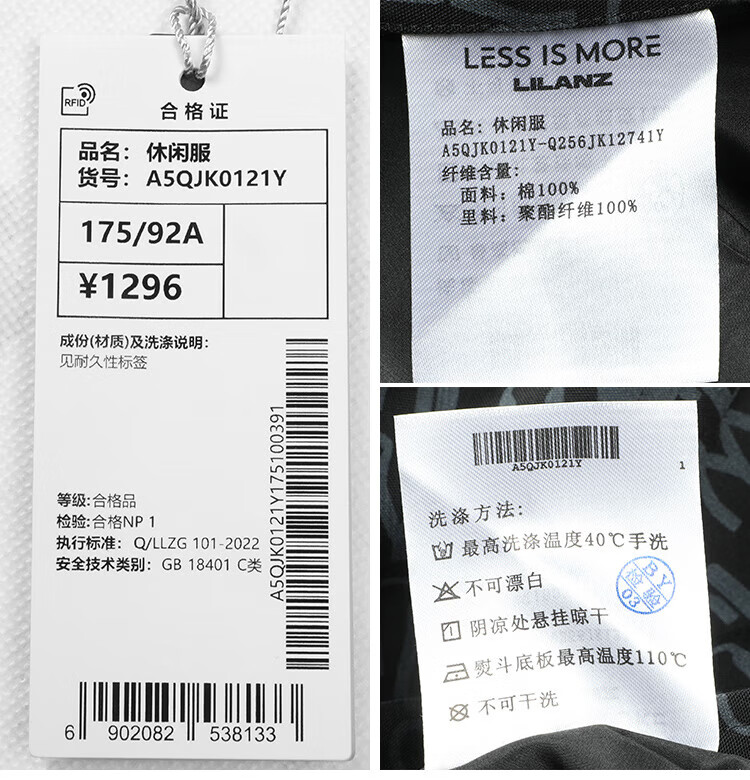 RFID
合格证
品名： 休闲服
货号： A5QJK0121Y
175/92A
¥1296
成份(材质)及洗涤说明：
见耐久性标签
A5QJK0121Y175100391
等级:合格品
检验:合格NP 1
执行标准： Q/LLZG 101-2022
安全技术类别： GB 18401 C类
6 902082 538133
LESS IS MORE
LILANZ
品名: 休闲服
A5QJK0121Y-Q256JK12741Y
纤维含量:
面料: 棉100%
里料: 聚酯纤维100%
A5QJK0121Y
1
洗涤方法:
最高洗涤温度40℃手洗
不可漂白
阴凉处悬挂晾干
熨斗底板最高温度110℃
不可干洗
BY
检验
03